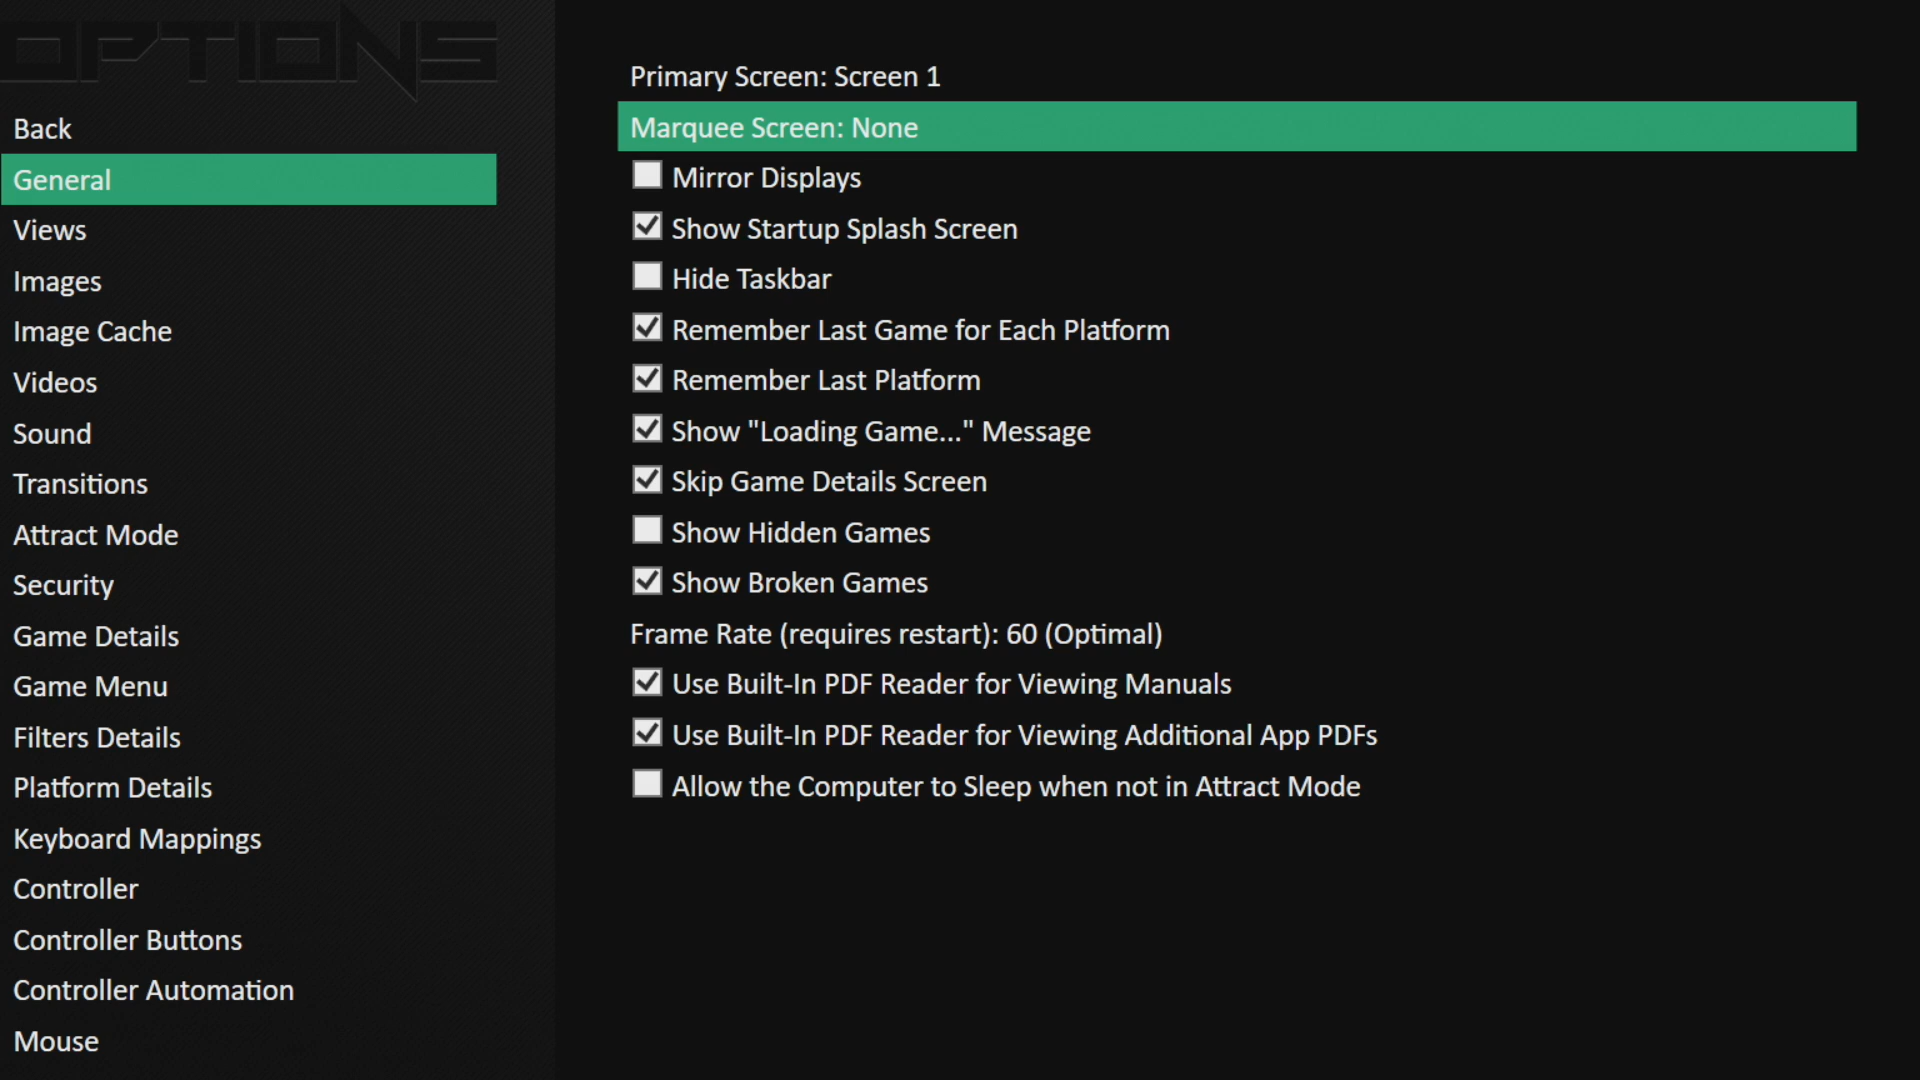 OPTIONS
Back
General
Views
Images
Image Cache
Videos
Sound
Transitions
Attract Mode
Security
Game Details
Game Menu
Filters Details
Platform Details
Keyboard Mappings
Controller
Controller Buttons
Controller Automation
Mouse
Primary Screen: Screen 1
Marquee Screen: None
Mirror Displays
Show Startup Splash Screen
Hide Taskbar
Remember Last Game for Each Platform
Remember Last Platform
Show "Loading Game..." Message
Skip Game Details Screen
Show Hidden Games
Show Broken Games
Frame Rate (requires restart): 60 (Optimal)
Use Built-In PDF Reader for Viewing Manuals
Use Built-In PDF Reader for Viewing Additional App PDFs
Allow the Computer to Sleep when not in Attract Mode